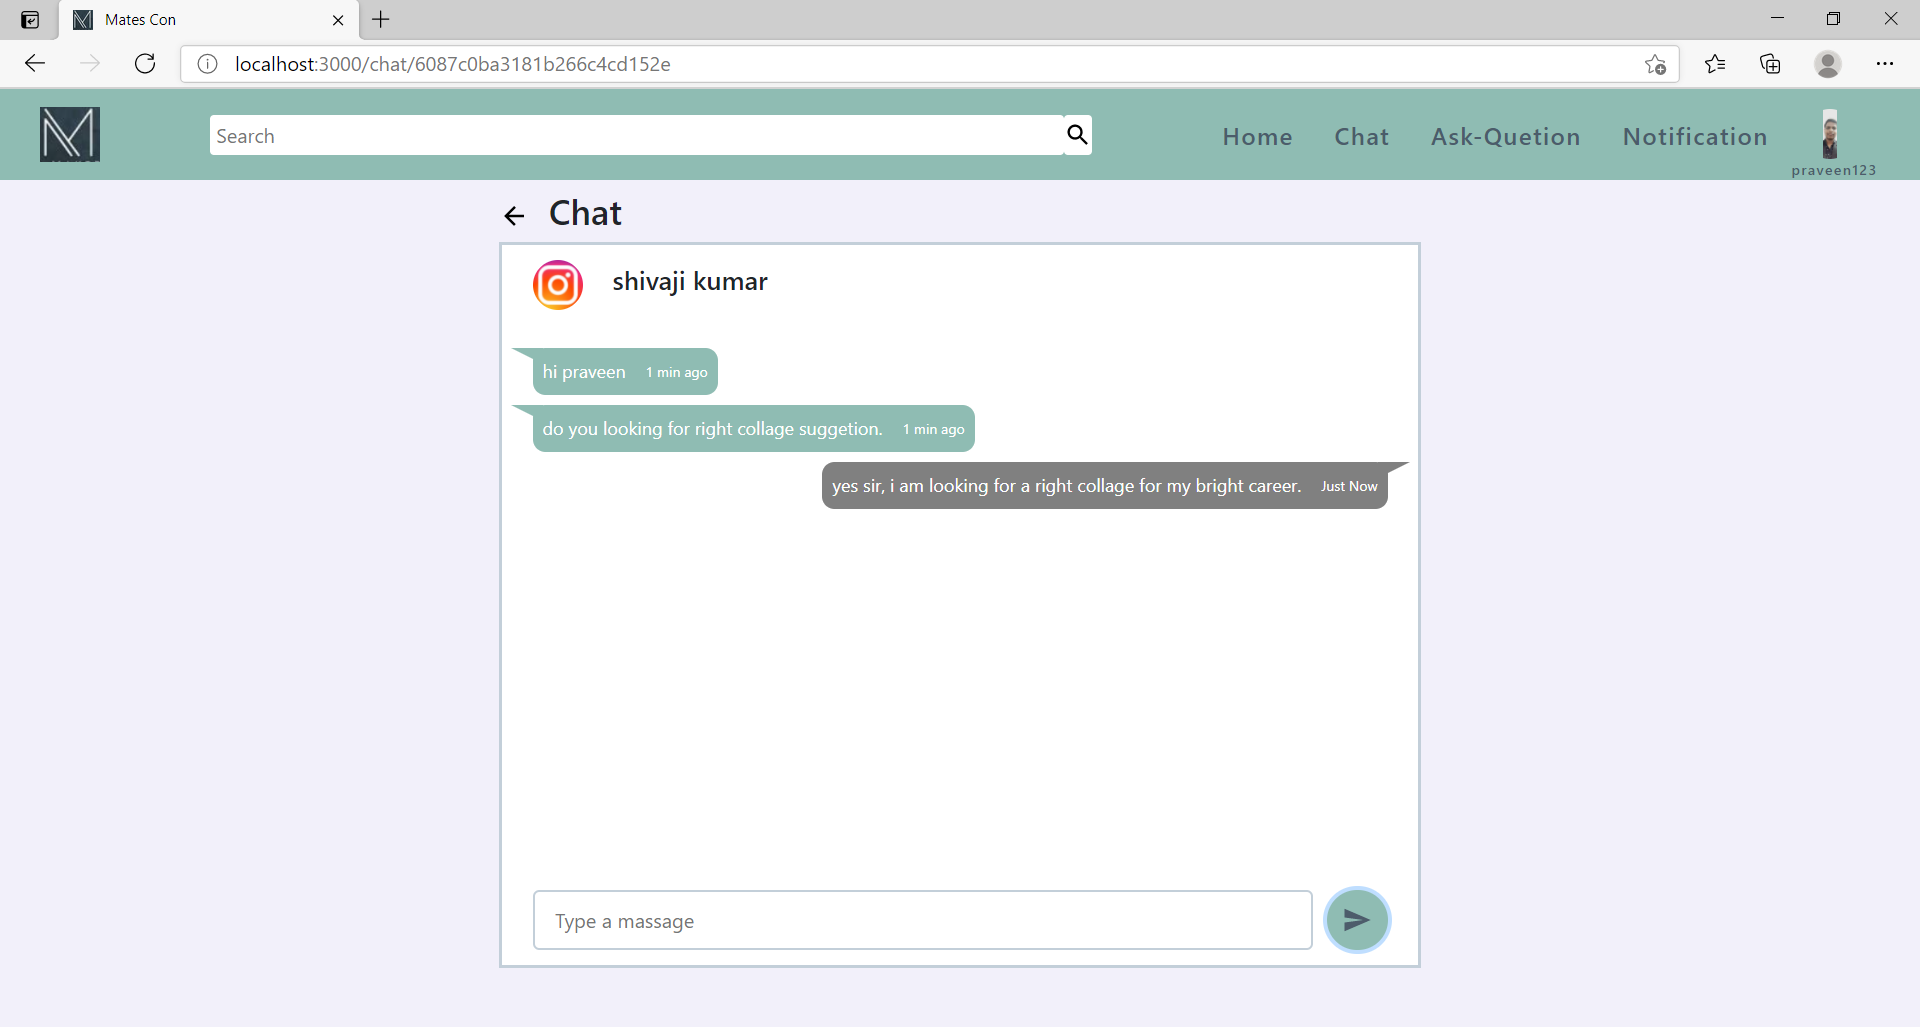 Mates Con
localhost:3000/chat/6087c0ba3181b266c4cd152e
Search
Home Chat Ask-Quetion Notification
praveen123
Chat
shivaji kumar
hi praveen 1 min ago
do you looking for right collage suggetion. 1 min ago
yes sir, i am looking for a right collage for my bright career. Just Now
Type a massage